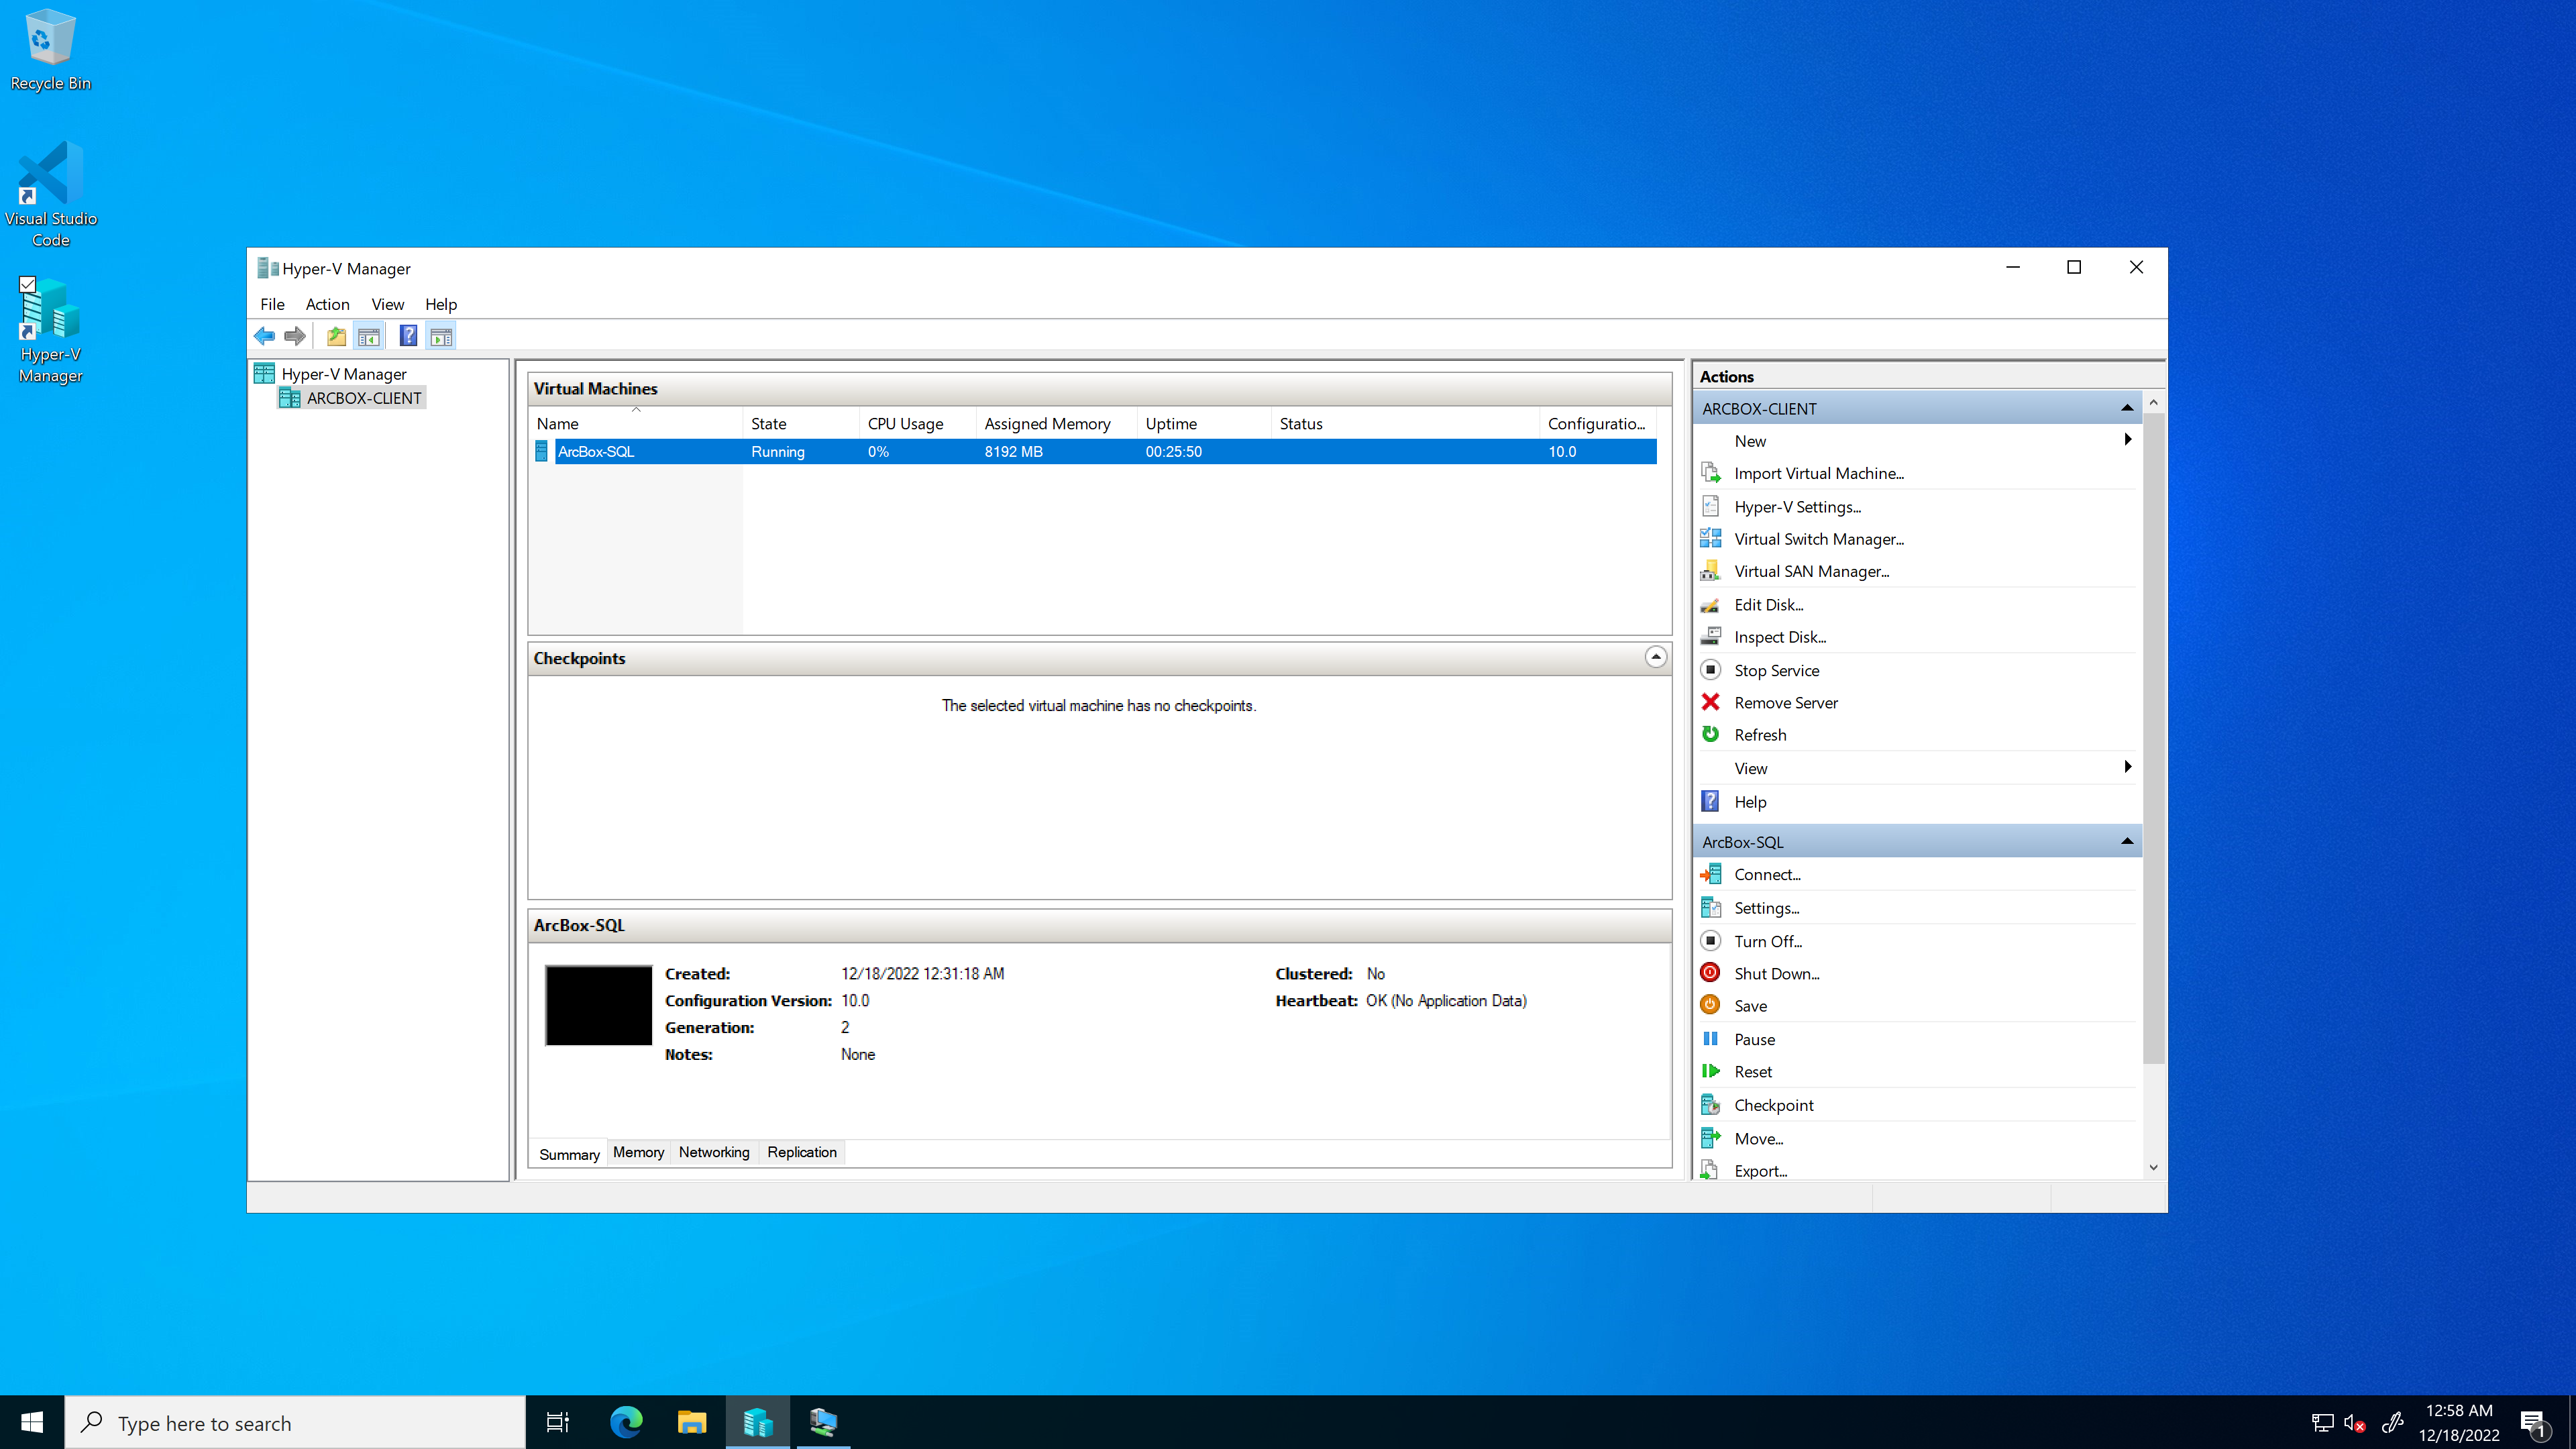 Recycle Bin
Visual Studio
Code
Hyper-V
Manager
Hyper-V Manager
File Action View Help
Hyper-V Manager
ARCBOX-CLIENT
Virtual Machines
Name State CPU Usage Assigned Memory Uptime Status Configuratio...
ArcBox-SQL Running 0% 8192 MB 00:25:50 10.0
Checkpoints
The selected virtual machine has no checkpoints.
ArcBox-SQL
Created: 12/18/2022 12:31:18 AM Clustered: No
Configuration Version: 10.0 Heartbeat: OK (No Application Data)
Generation: 2
Notes: None
Summary Memory Networking Replication
Actions
ARCBOX-CLIENT
New
Import Virtual Machine...
Hyper-V Settings...
Virtual Switch Manager...
Virtual SAN Manager...
Edit Disk...
Inspect Disk...
Stop Service
Remove Server
Refresh
View
Help
ArcBox-SQL
Connect...
Settings...
Turn Off...
Shut Down...
Save
Pause
Reset
Checkpoint
Move...
Export...
Type here to search
12:58 AM
12/18/2022
1